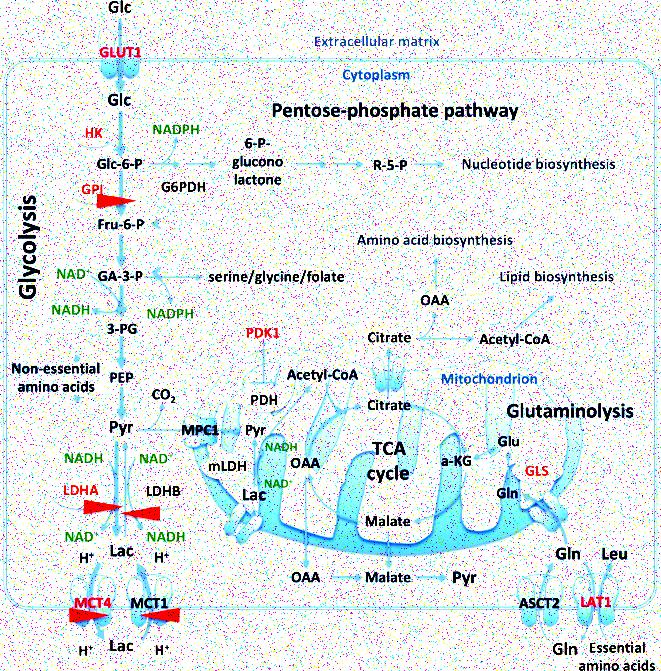 Glc
GLUT1
Extracellular matrix
Cytoplasm
Glc
Pentose-phosphate pathway
HK
NADPH
6-P-
glucono
lactone
Glc-6-P
R-5-P
Nucleotide biosynthesis
GPI
G6PDH
Glycolysis
Fru-6-P
Amino acid biosynthesis
NAD⁺
GA-3-P
serine/glycine/folate
Lipid biosynthesis
OAA
NADH
NADPH
3-PG
PDK1
Citrate
Acetyl-CoA
Non-essential
amino acids
PEP
Acetyl-CoA
Mitochondrion
CO₂
PDH
Citrate
Glutaminolysis
Pyr
MPC1
Pyr
Glu
NADH
NAD⁺
NADH
TCA
cycle
mLDH
OAA
a-KG
GLS
LDHA
LDHB
Lac
NAD⁺
Gln
Malate
NAD⁺
NADH
H⁺
Lac
H⁺
Gln
Leu
OAA
Malate
Pyr
MCT4
MCT1
ASCT2
LAT1
H⁺
Lac
H⁺
Gln
Essential
amino acids